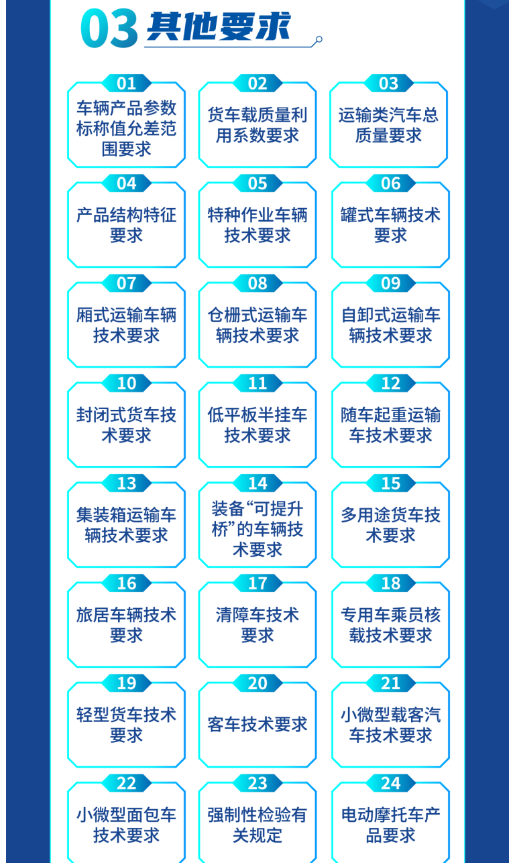 03 其他要求
01
车辆产品参数
标称值允差范
围要求
02
货车载质量利
用系数要求
03
运输类汽车总
质量要求
04
产品结构特征
要求
05
特种作业车辆
技术要求
06
罐式车辆技术
要求
07
厢式运输车辆
技术要求
08
仓栅式运输车
辆技术要求
09
自卸式运输车
辆技术要求
10
封闭式货车技
术要求
11
低平板半挂车
技术要求
12
随车起重运输
车技术要求
13
集装箱运输车
辆技术要求
14
装备“可提升
桥”的车辆技
术要求
15
多用途货车技
术要求
16
旅居车辆技术
要求
17
清障车技术
要求
18
专用车乘员核
载技术要求
19
轻型货车技术
要求
20
客车技术要求
21
小微型载客汽
车技术要求
22
小微型面包车
技术要求
23
强制性检验有
关规定
24
电动摩托车产
品要求